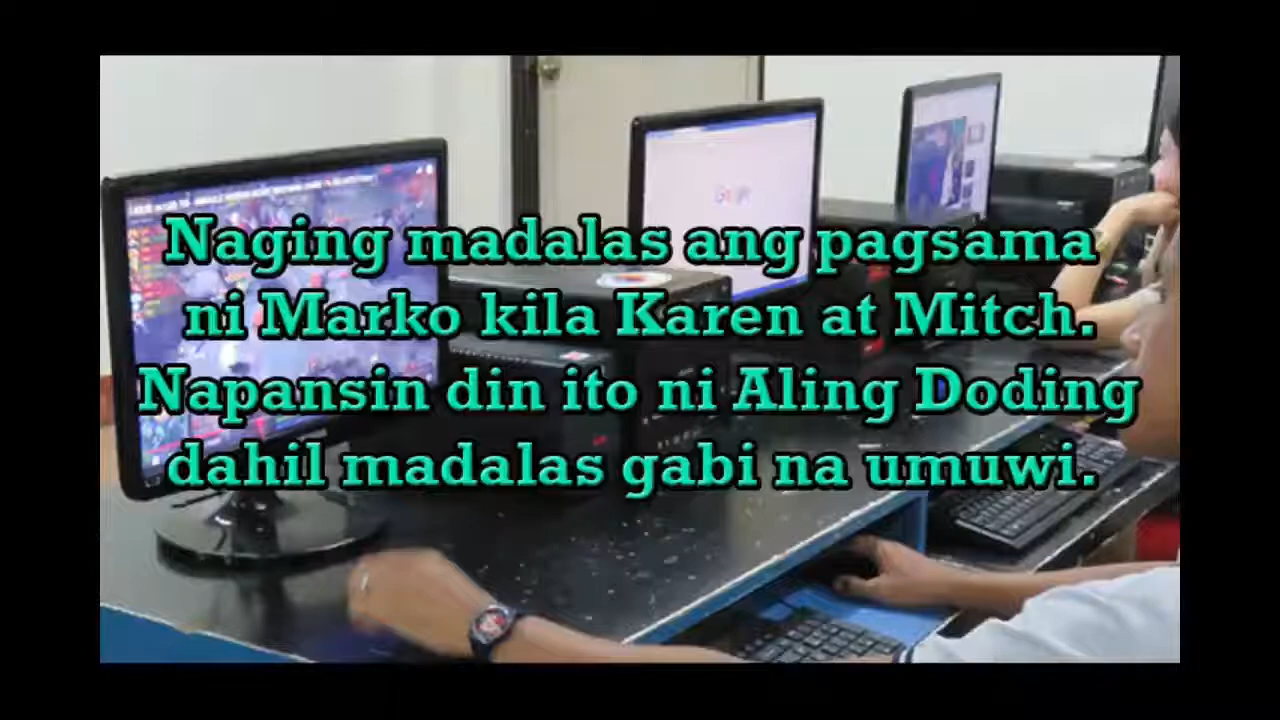 Naging madalas ang pagsama
ni Marko kila Karen at Mitch.
Napansin din ito ni Aling Doding
dahil madalas gabi na umuwi.